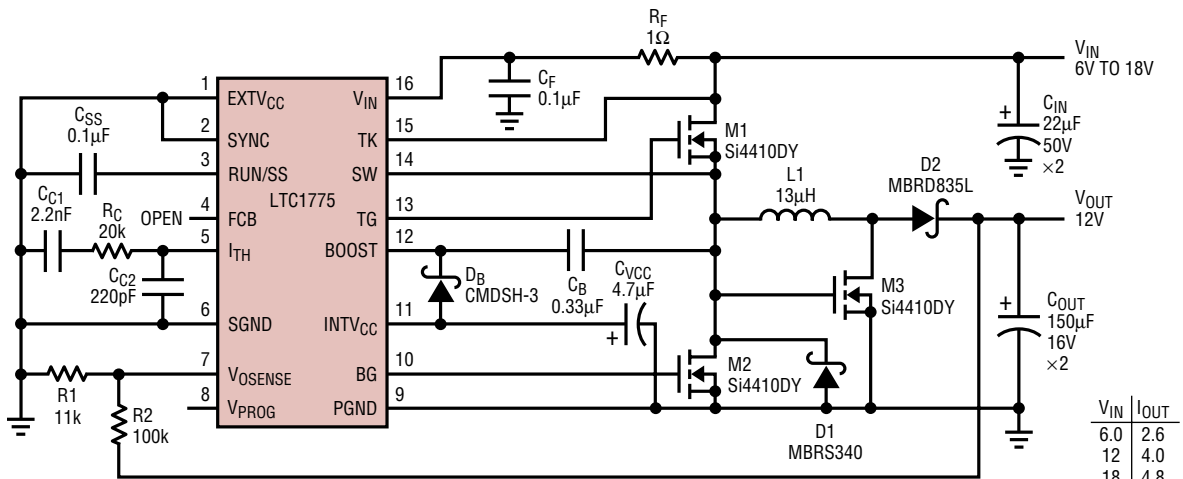 RF
1Ω
VIN
6V TO 18V
CF
0.1µF
CIN
22µF
50V
×2
+
1
EXTVCC
2
SYNC
3
RUN/SS
4
FCB
5
ITH
6
SGND
7
VOSENSE
8
VPROG
LTC1775
16
VIN
15
TK
14
SW
13
TG
12
BOOST
11
INTVCC
10
BG
9
PGND
CSS
0.1µF
OPEN
CC1
2.2nF
RC
20k
CC2
220pF
R1
11k
R2
100k
DB
CMDSH-3
CB
0.33µF
CVCC
4.7µF
+
M1
Si4410DY
L1
13µH
D2
MBRD835L
VOUT
12V
M3
Si4410DY
M2
Si4410DY
D1
MBRS340
COUT
150µF
16V
×2
+
VIN IOUT
6.0 2.6
12 4.0
18 4.8